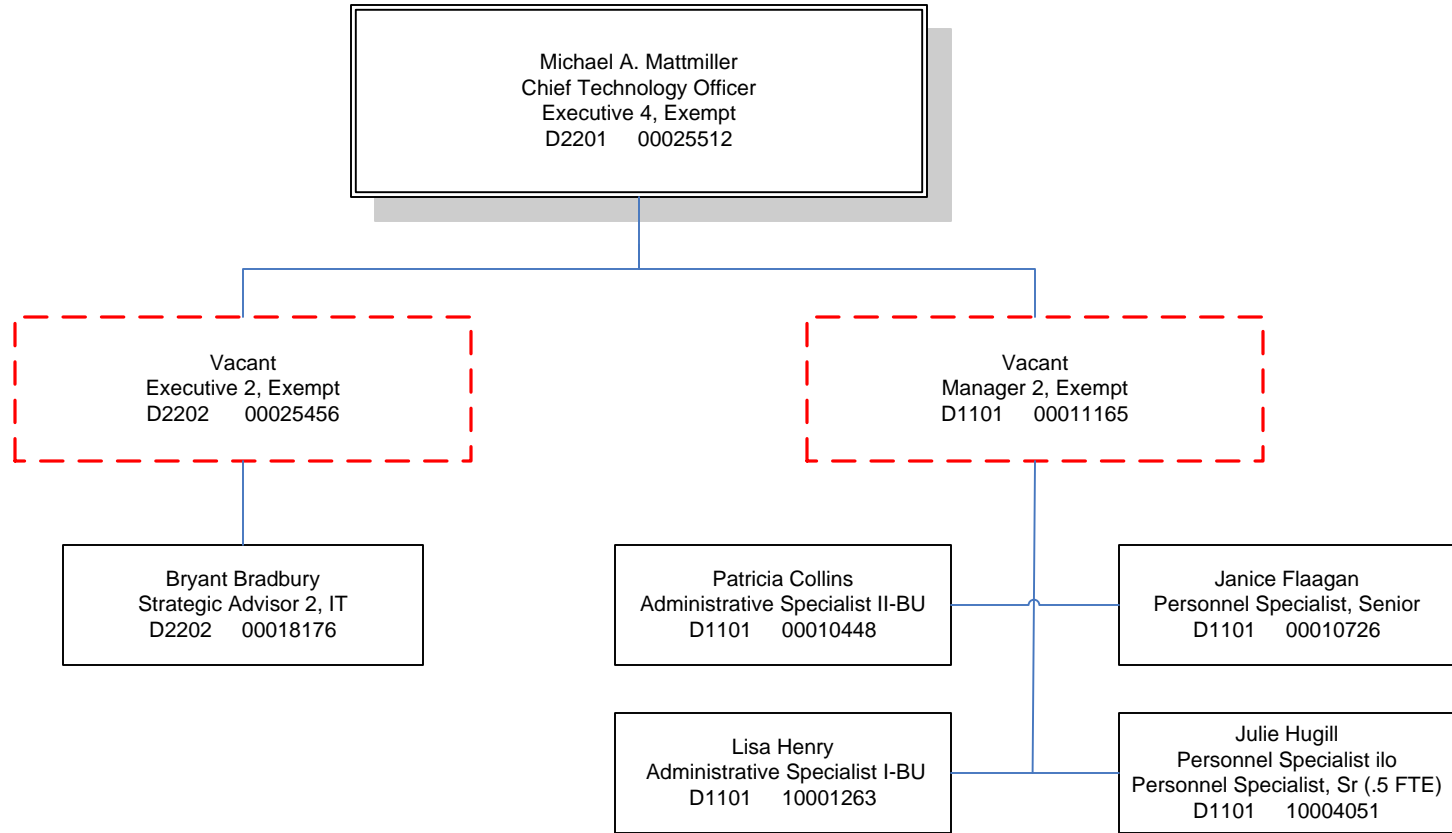 Michael A. Mattmiller
Chief Technology Officer
Executive 4, Exempt
D2201 00025512
Vacant
Executive 2, Exempt
D2202 00025456
Vacant
Manager 2, Exempt
D1101 00011165
Bryant Bradbury
Strategic Advisor 2, IT
D2202 00018176
Patricia Collins
Administrative Specialist II-BU
D1101 00010448
Janice Flaagan
Personnel Specialist, Senior
D1101 00010726
Lisa Henry
Administrative Specialist I-BU
D1101 10001263
Julie Hugill
Personnel Specialist ilo
Personnel Specialist, Sr (.5 FTE)
D1101 10004051